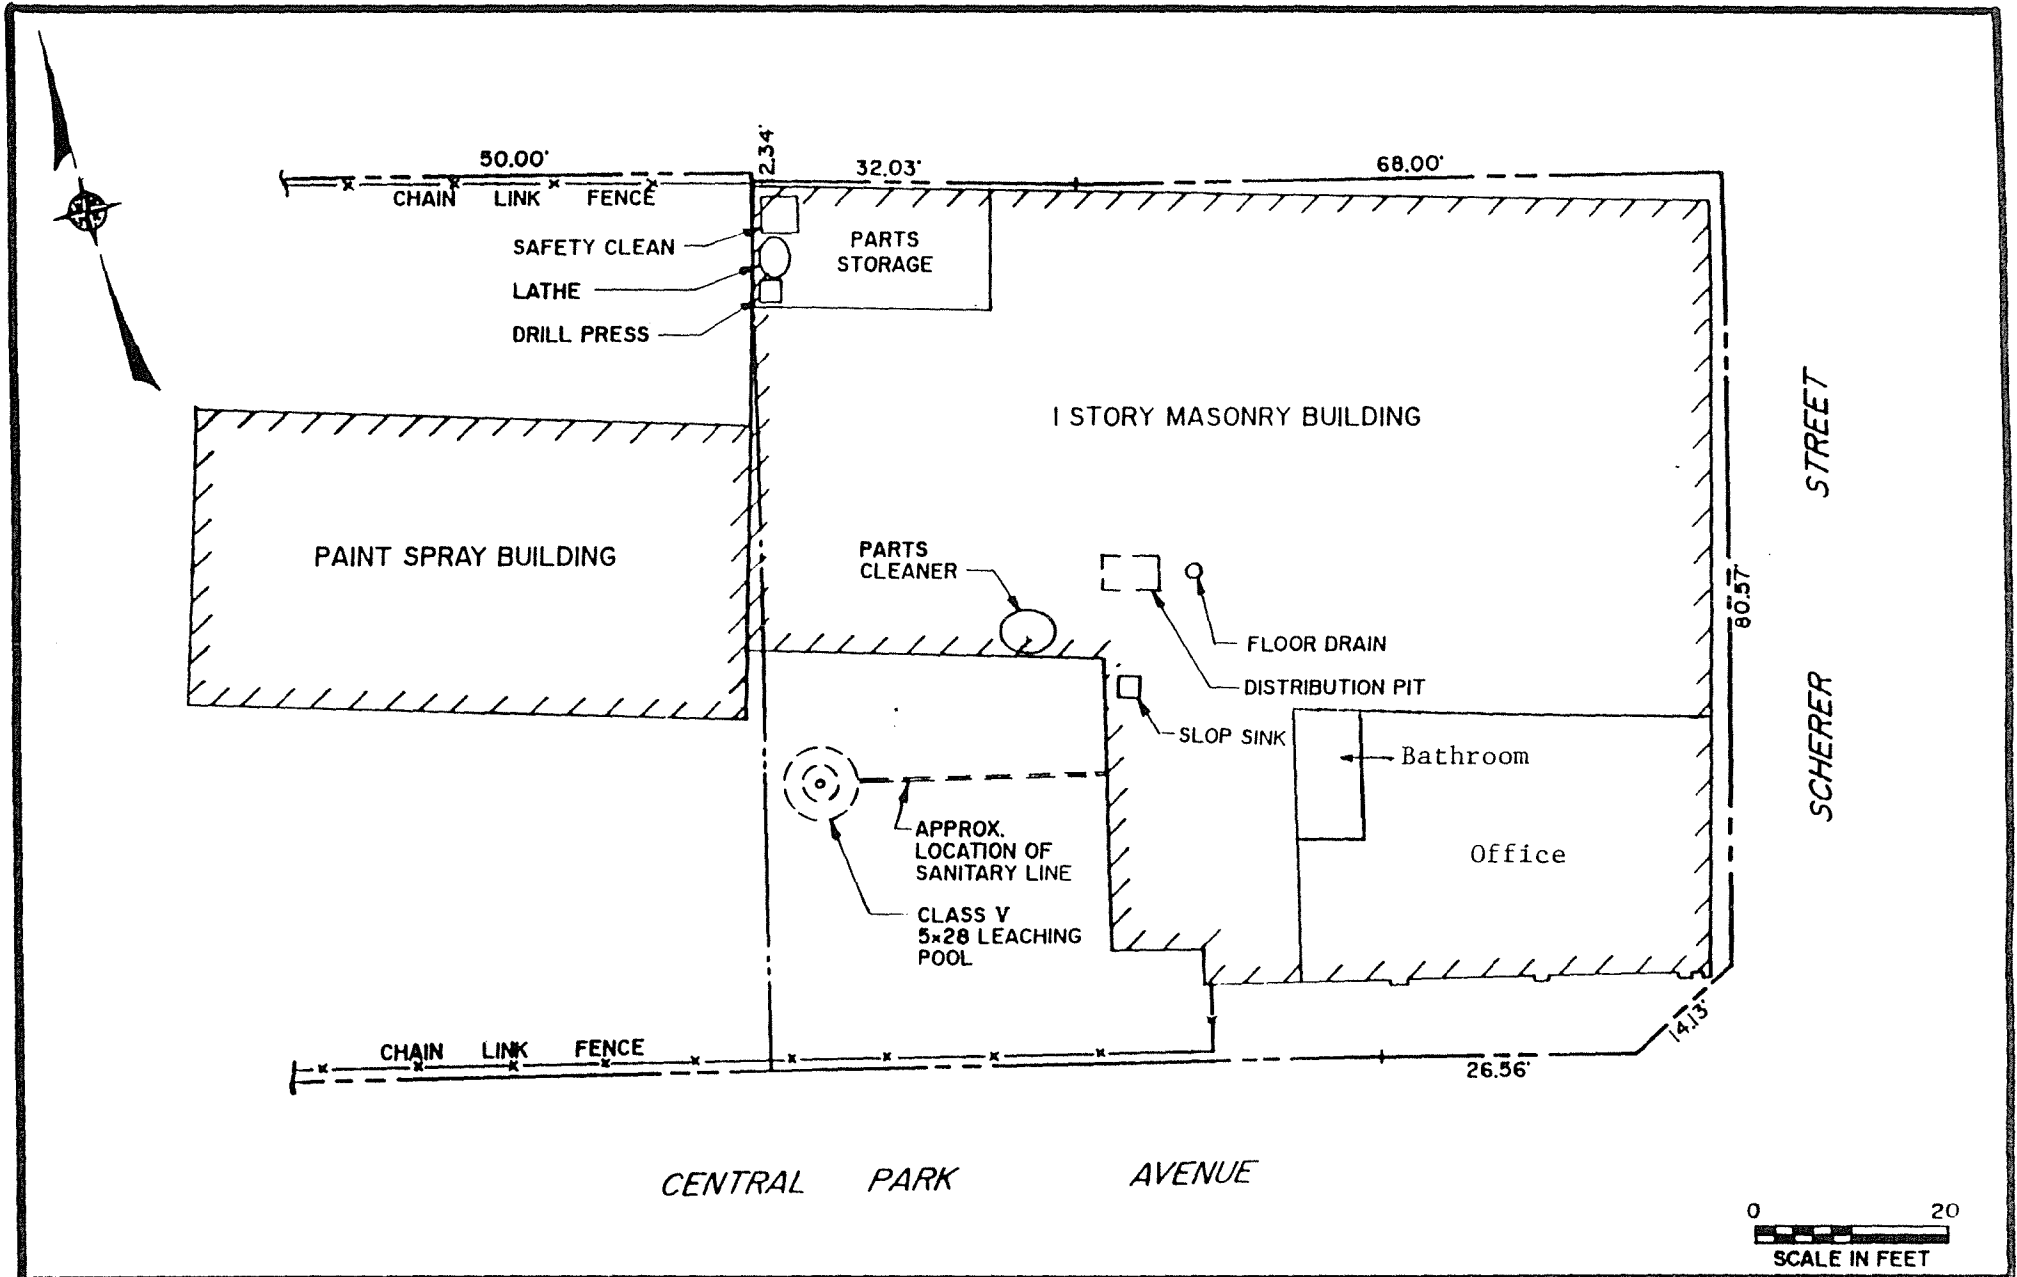 50.00'
2.34'
32.03'
68.00'
CHAIN LINK FENCE
SAFETY CLEAN
LATHE
DRILL PRESS
PARTS
STORAGE
1 STORY MASONRY BUILDING
STREET
PAINT SPRAY BUILDING
PARTS
CLEANER
80.57'
FLOOR DRAIN
DISTRIBUTION PIT
SLOP SINK
Bathroom
SCHERER
APPROX.
LOCATION OF
SANITARY LINE
Office
CLASS V
5x28 LEACHING
POOL
14.13'
CHAIN LINK FENCE
26.56'
CENTRAL PARK AVENUE
0 20
SCALE IN FEET